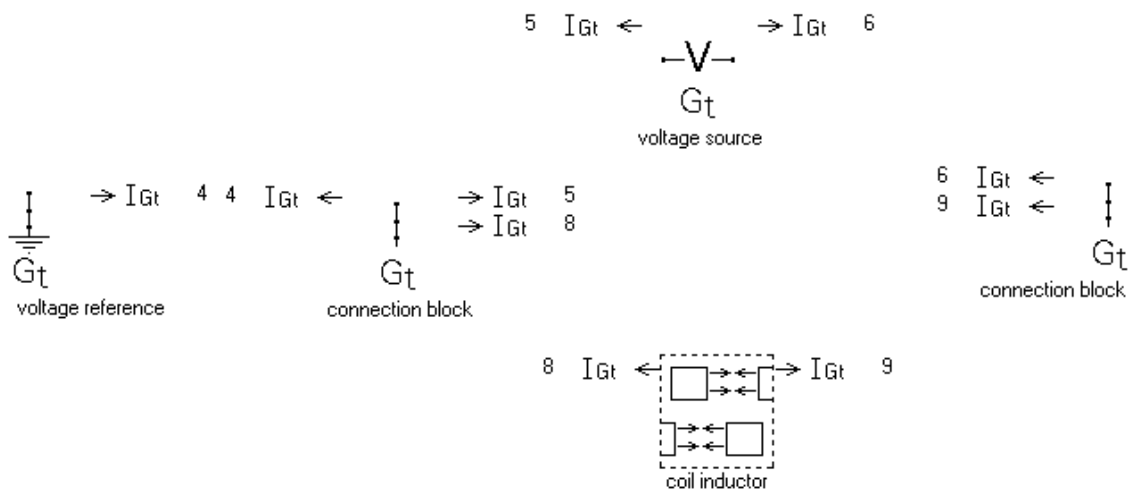 5 IGt ← → IGt 6
V
Gt
voltage source
→ IGt 4 4 IGt ← → IGt 5
→ IGt 8
Gt
voltage reference
Gt
connection block
6 IGt ←
9 IGt ←
Gt
connection block
8 IGt ← → IGt 9
coil inductor